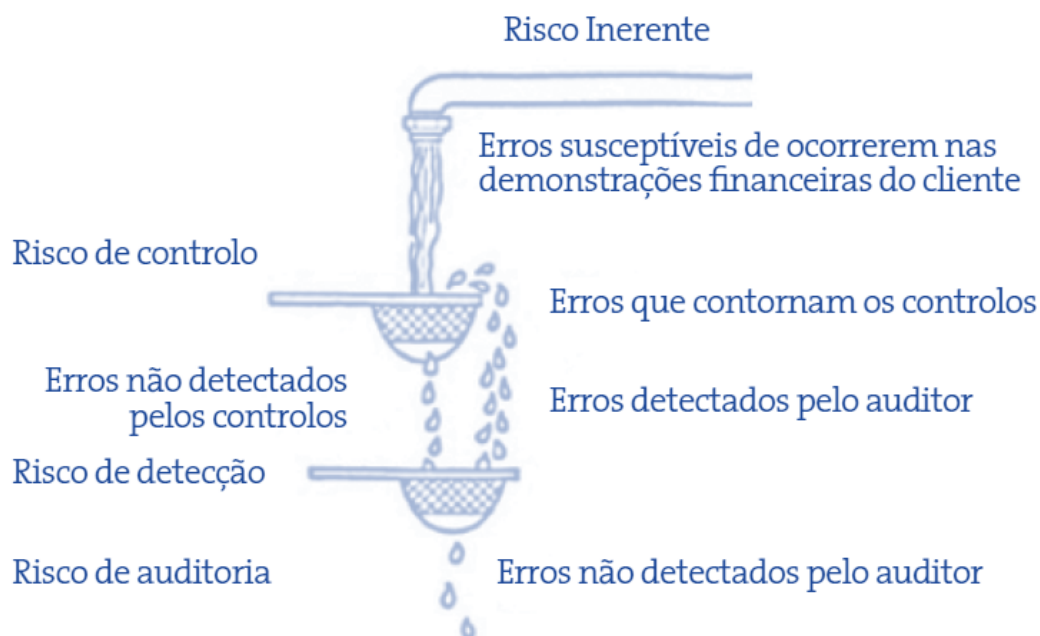 Risco Inerente
Erros susceptíveis de ocorrerem nas
demonstrações financeiras do cliente
Risco de controlo
Erros que contornam os controlos
Erros não detectados
pelos controlos
Erros detectados pelo auditor
Risco de detecção
Risco de auditoria
Erros não detectados pelo auditor